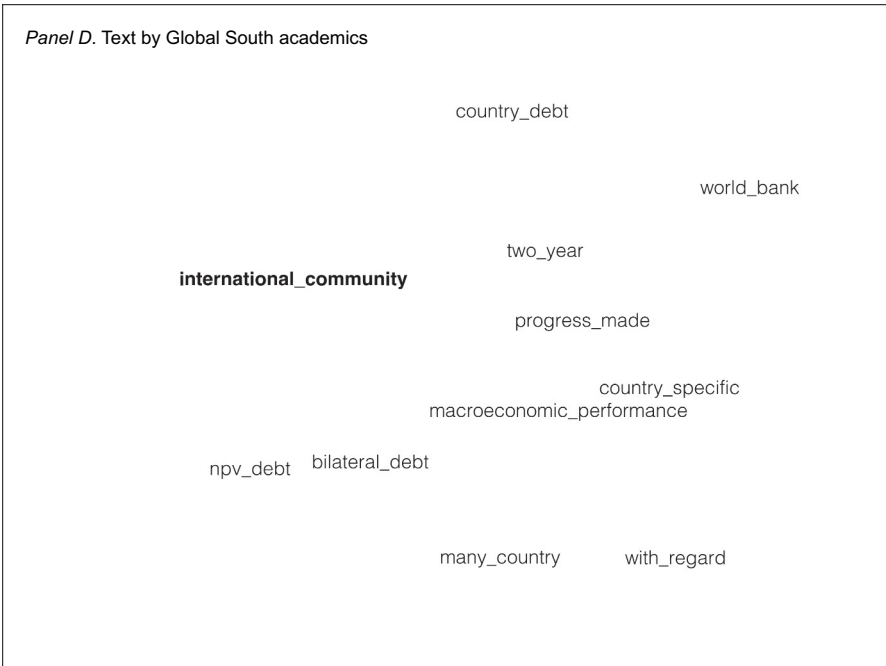 Panel D. Text by Global South academics
country_debt
world_bank
two_year
international_community
progress_made
country_specific
macroeconomic_performance
bilateral_debt
npv_debt
many_country
with_regard